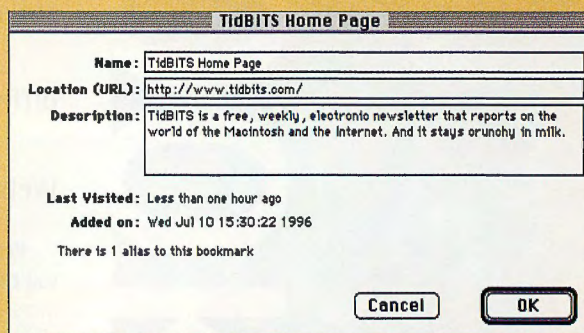 TidBITS Home Page
Name: TidBITS Home Page
Location (URL): http://www.tidbits.com/
Description: TidBITS is a free, weekly, electronic newsletter that reports on the
world of the Macintosh and the Internet. And it stays crunchy in milk.
Last Visited: Less than one hour ago
Added on: Wed Jul 10 15:30:22 1996
There is 1 alias to this bookmark
Cancel OK